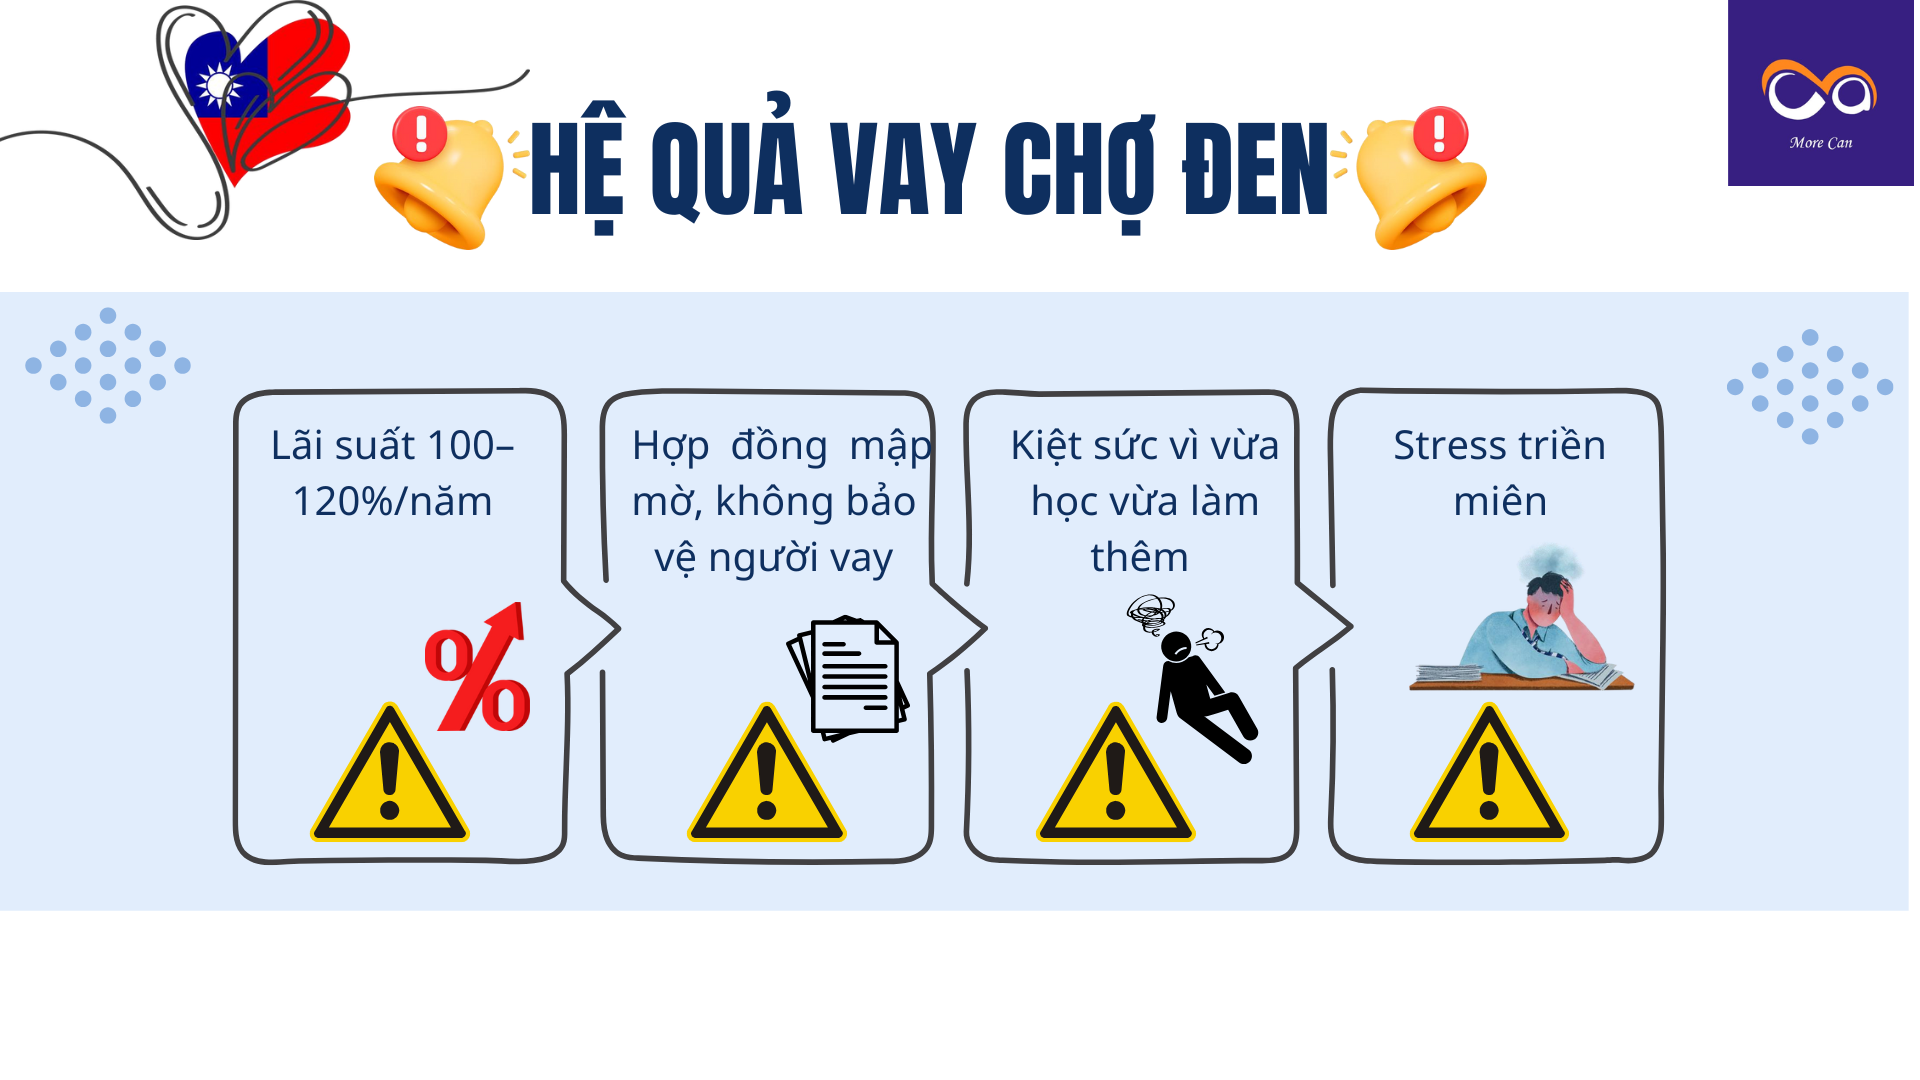 HỆ QUẢ VAY CHỢ ĐEN
More Can
Lãi suất 100–
120%/năm
Hợp đồng mập
mờ, không bảo
vệ người vay
Kiệt sức vì vừa
học vừa làm
thêm
Stress triền
miên